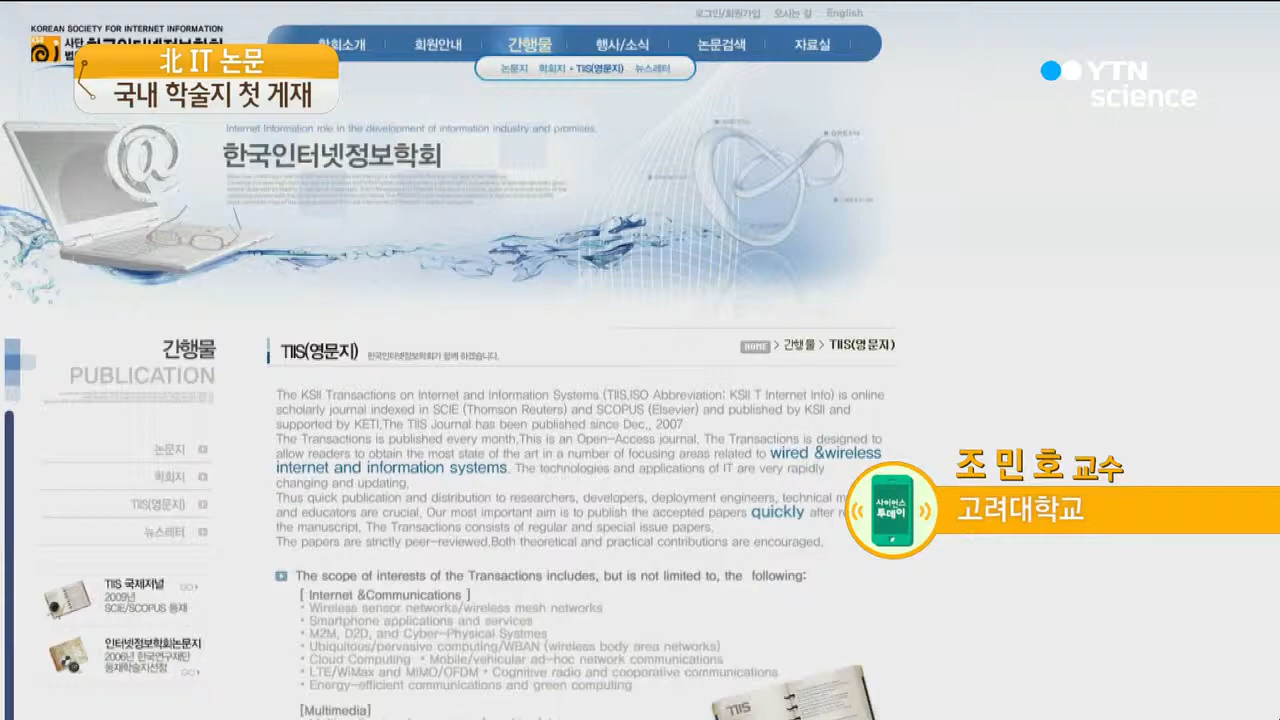 로그인/회원가입 오시는 길 English
KOREAN SOCIETY FOR INTERNET INFORMATION
학회소개 회원안내 간행물 행사/소식 논문검색 자료실
논문지 학회지 • TIIS(영문지) 뉴스레터
北 IT 논문
국내 학술지 첫 게재
YTN
science
Internet Information role in the development of information industry and promises.
한국인터넷정보학회
간행물
PUBLICATION
논문지
학회지
TIIS(영문지)
뉴스레터
TIIS 국제저널 GO
2009년
SCIE/SCOPUS 등재
인터넷정보학회논문지
2006년 한국연구재단
등재학술지선정 GO
TIIS(영문지) 한국인터넷정보학회가 함께 하겠습니다.
HOME > 간행물 > TIIS(영문지)
The KSII Transactions on Internet and Information Systems (TIIS,ISO Abbreviation: KSII T Internet Info) is online
scholarly journal indexed in SCIE (Thomson Reuters) and SCOPUS (Elsevier) and published by KSII and
supported by KETI.The TIIS Journal has been published since Dec., 2007
The Transactions is published every month.This is an Open-Access journal. The Transactions is designed to
allow readers to obtain the most state of the art in a number of focusing areas related to wired &wireless
internet and information systems. The technologies and applications of IT are very rapidly
changing and updating.
Thus quick publication and distribution to researchers, developers, deployment engineers, technical m
and educators are crucial. Our most important aim is to publish the accepted papers quickly after
the manuscript. The Transactions consists of regular and special issue papers.
The papers are strictly peer-reviewed.Both theoretical and practical contributions are encouraged.
The scope of interests of the Transactions includes, but is not limited to, the following:
[ Internet &Communications ]
• Wireless sensor networks/wireless mesh networks
• Smartphone applications and services
• M2M, D2D, and Cyber-Physical Systmes
• Ubiquitous/pervasive computing/WBAN (wireless body area networks)
• Cloud Computing • Mobile/vehicular ad-hoc network communications
• LTE/WiMax and MIMO/OFDM • Cognitive radio and cooperative communications
• Energy-efficient communications and green computing
[Multimedia]
TIIS
조민호 교수
고려대학교
사이언스
투데이